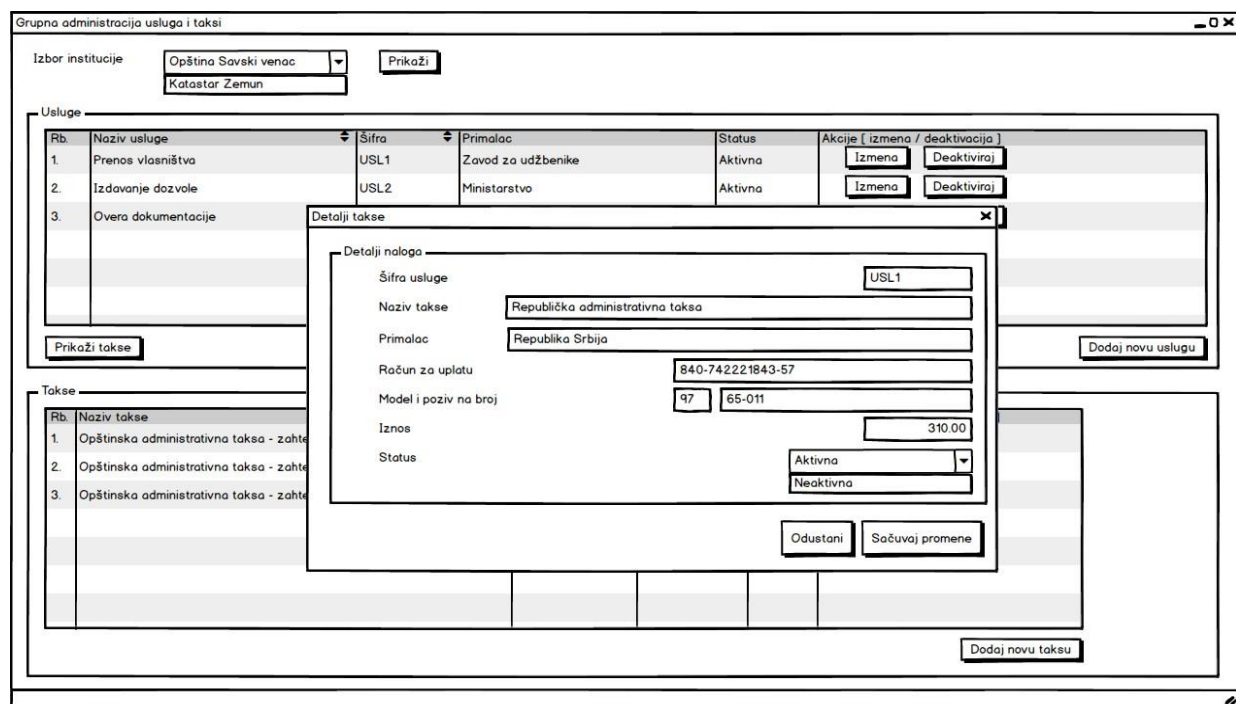 Grupna administracija usluga i taksi
Izbor institucije Opština Savski venac Prikaži
Katastar Zemun
Usluge
Rb. Naziv usluge Šifra Primalac Status Akcije [ izmena / deaktivacija ]
1. Prenos vlasništva USL1 Zavod za udžbenike Aktivna Izmena Deaktiviraj
2. Izdavanje dozvole USL2 Ministarstvo Aktivna Izmena Deaktiviraj
3. Overa dokumentacije
Detalji takse
Detalji naloga
Šifra usluge USL1
Naziv takse Republička administrativna taksa
Primalac Republika Srbija
Račun za uplatu 840-742221843-57
Model i poziv na broj 97 65-011
Iznos 310.00
Status Aktivna
Neaktivna
Odustani Sačuvaj promene
Prikaži takse Dodaj novu uslugu
Takse
Rb. Naziv takse
1. Opštinska administrativna taksa - zahte
2. Opštinska administrativna taksa - zahte
3. Opštinska administrativna taksa - zahte
Dodaj novu taksu